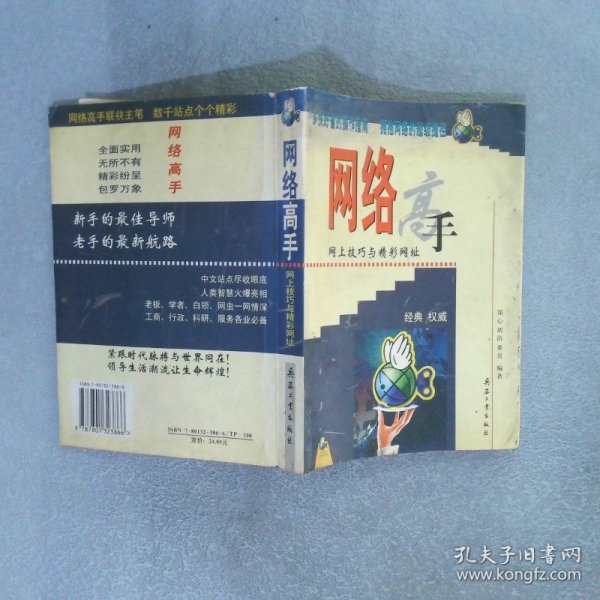 网络高手联袂主笔 数千站点个个精彩
网络高手
全面实用
无所不有
精彩纷呈
包罗万象
新手的最佳导师
老手的最新航路
中文站点尽收眼底
人类智慧火爆亮相
老板、学者、白领、网虫一网情深
工商、行政、科研、服务各业必备
紧跟时代脉搏与世界同在!
领导生活潮流让生命辉煌!
ISBN 7-80132-386-6
9 787801 323866 >
ISBN 7-80132-386-6/TP·108
定价: 24.80元
网络高手
网上技巧与精彩网址
兵器工业出版社
网络高手
网上技巧与精彩网址
经典 权威
编著
兵器工业出版社
孔夫子旧书网
www.kongfz.com